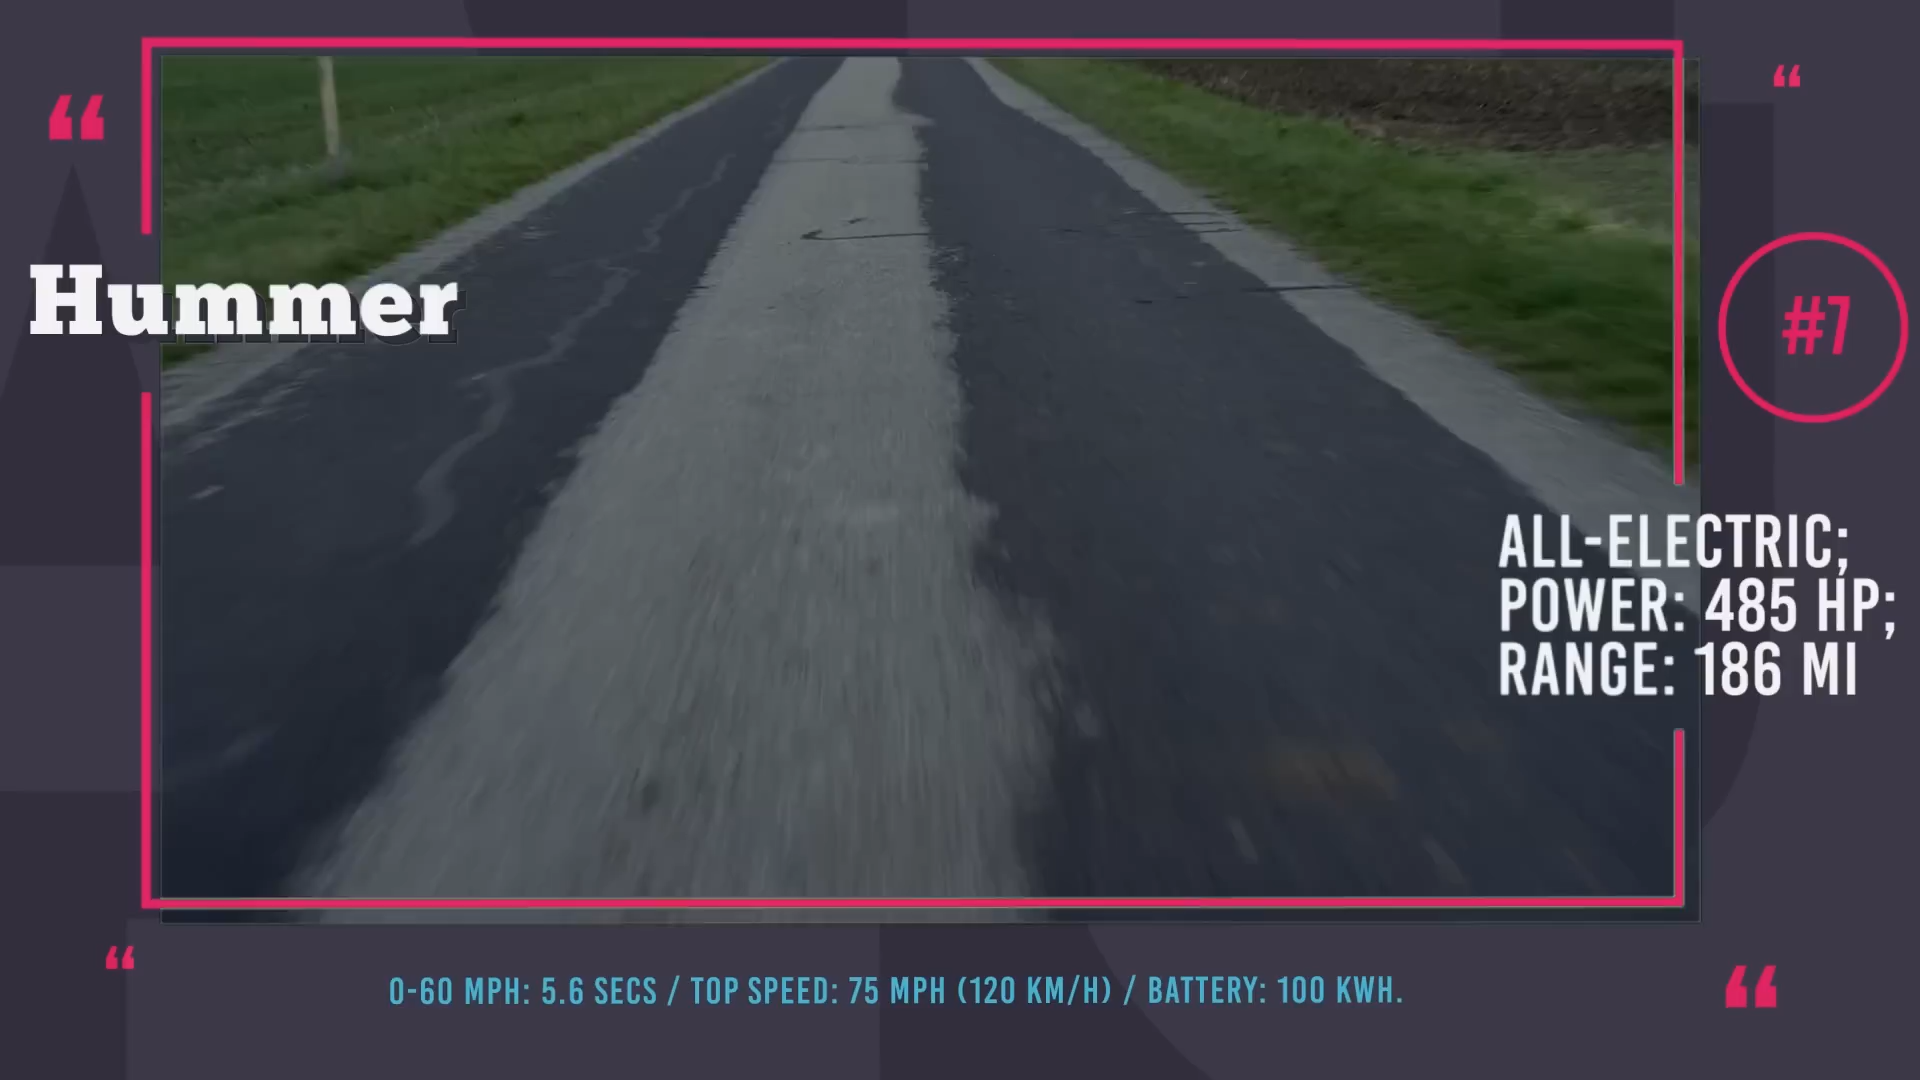 Hummer
#7
ALL-ELECTRIC;
POWER: 485 HP;
RANGE: 186 MI
0-60 MPH: 5.6 SECS / TOP SPEED: 75 MPH (120 KM/H) / BATTERY: 100 KWH.